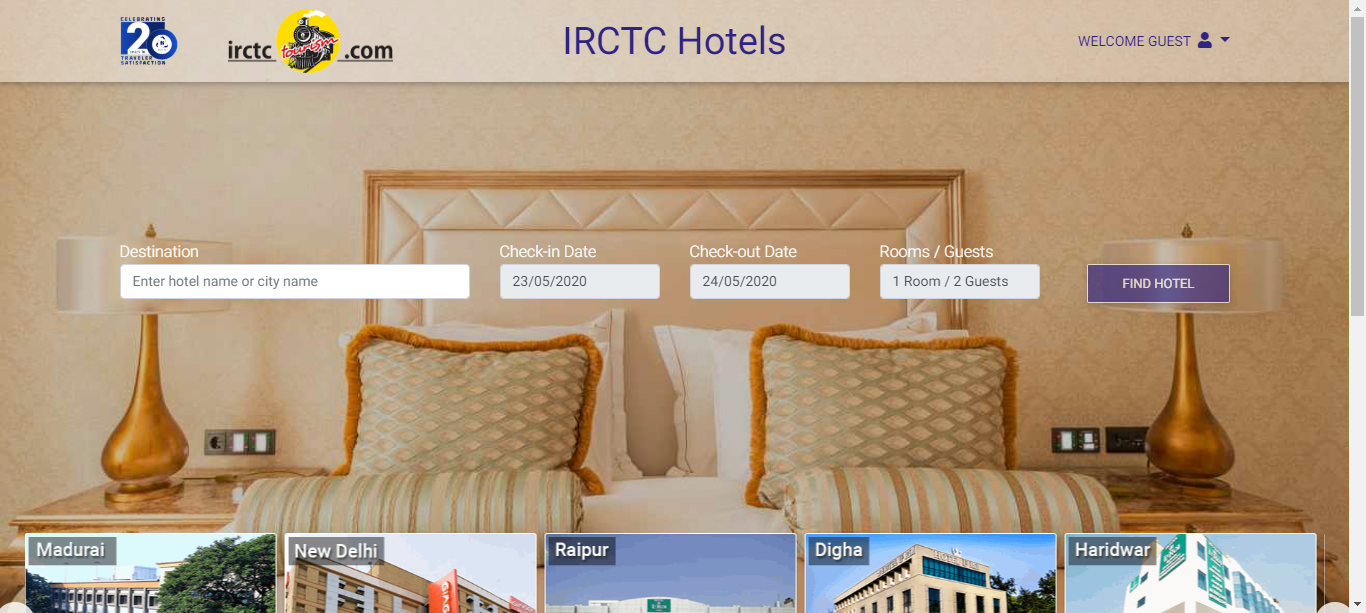 CELEBRATING
20
TRAVELER
SATISFACTION
irctc tourism .com
IRCTC Hotels
WELCOME GUEST
Destination
Check-in Date
Check-out Date
Rooms / Guests
Enter hotel name or city name
23/05/2020
24/05/2020
1 Room / 2 Guests
FIND HOTEL
Madurai
New Delhi
Raipur
Digha
Haridwar